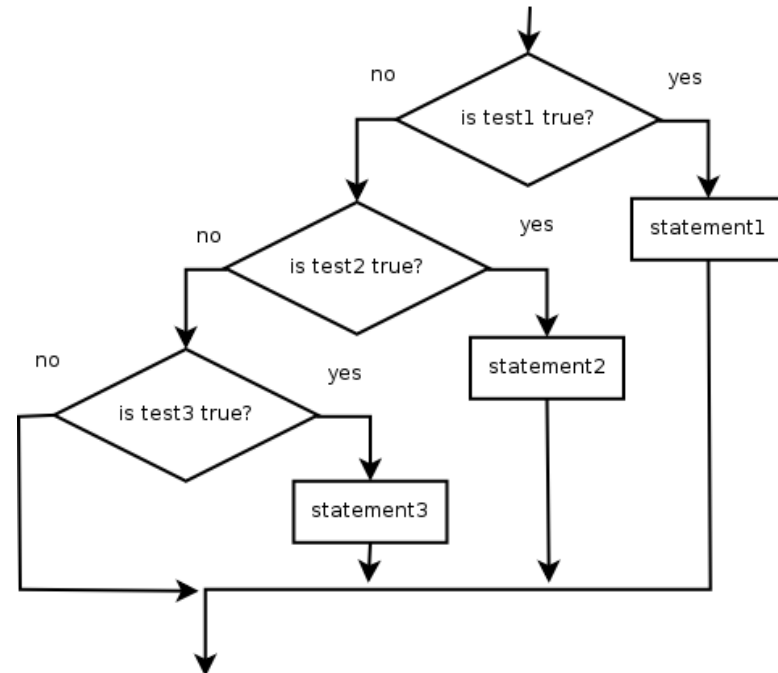 no
yes
is test1 true?
statement1
no
yes
is test2 true?
statement2
no
yes
is test3 true?
statement3